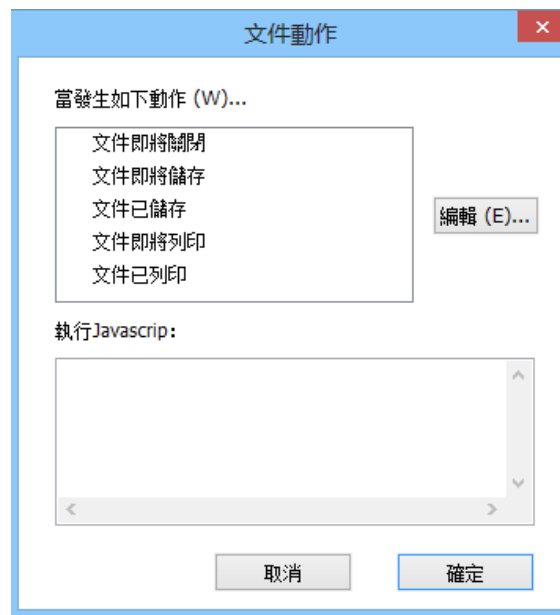 文件動作
當發生如下動作 (W)...
文件即將關閉
文件即將儲存
文件已儲存
文件即將列印
文件已列印
編輯 (E)...
執行Javascrip:
取消
確定